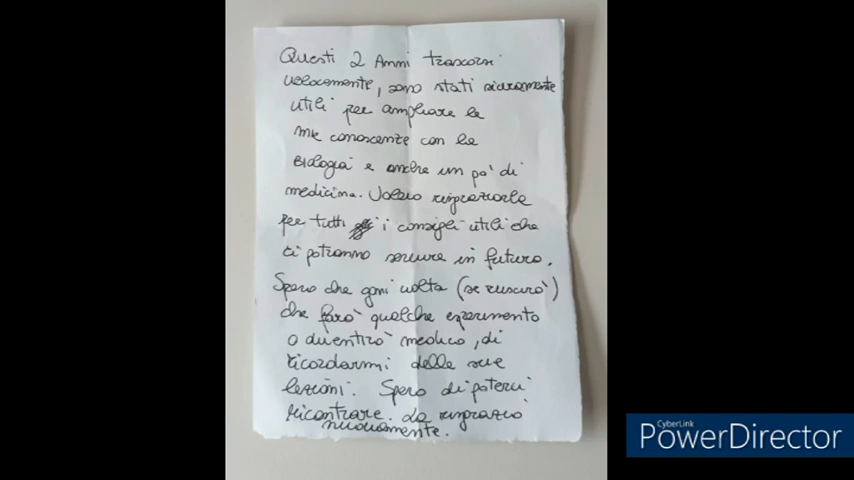 Questi 2 Anni trascorsi
velocemente, sono stati sicuramente
utili per ampliare le
mie conoscenze con la
Biologia e anche un po' di
medicina. Volevo ringraziarla
per tutti i consigli utili che
ci potranno servire in futuro.
Spero che ogni volta (se riuscirò)
che farò qualche esperimento
o diventirò medico, di
ricordarmi delle sue
lezioni. Spero di poterci
rincontrare. La ringrazio
nuovamente.
CyberLink
PowerDirector